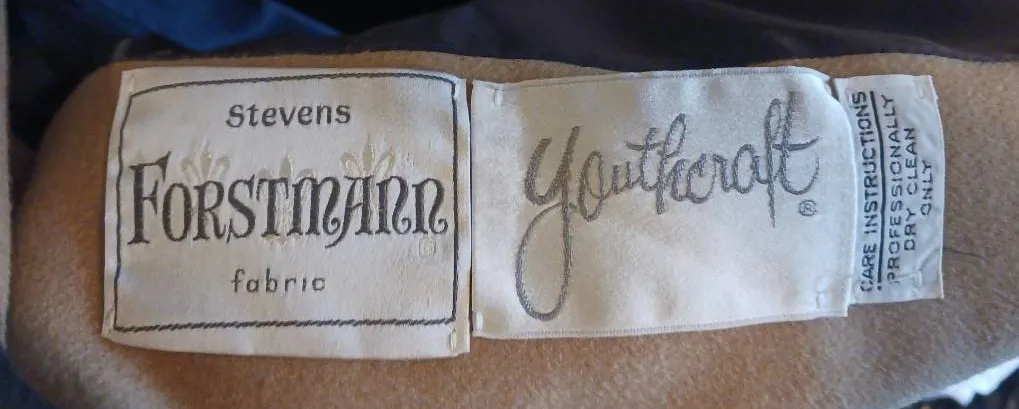 Stevens
FORSTMANN
®
fabric
youthcraft
®
CARE INSTRUCTIONS
PROFESSIONALLY
DRY CLEAN
ONLY